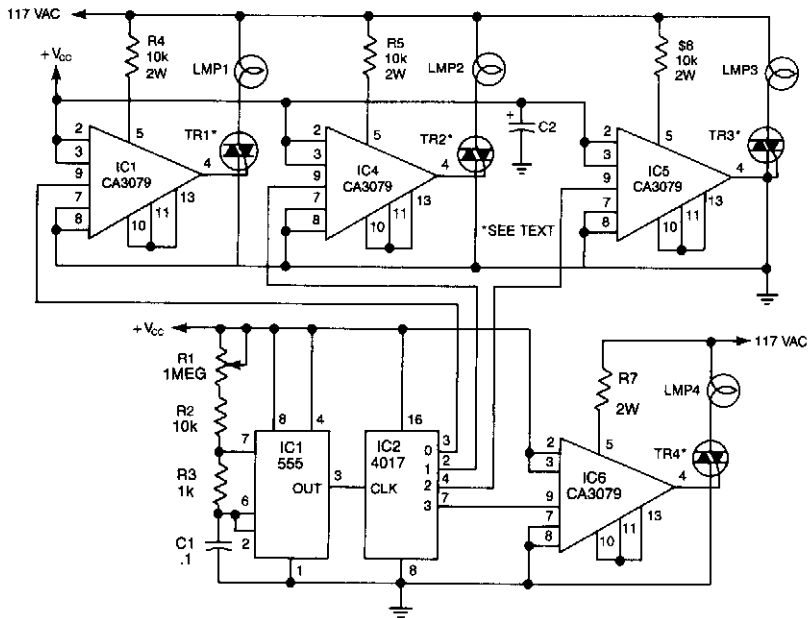 117 VAC
+ Vcc
R4
10k
2W
LMP1
R5
10k
2W
LMP2
$6
10k
2W
LMP3
2
3
9
7
8
5
IC1
CA3079
4
TR1*
13
11
10
2
3
9
7
8
5
IC4
CA3079
4
TR2*
13
11
10
+
C2
*SEE TEXT
2
3
9
7
8
5
IC5
CA3079
4
TR3*
13
11
10
+ Vcc
R1
1MEG
R2
10k
R3
1k
C1
.1
7
6
2
8
4
IC1
555
OUT
3
1
16
IC2
4017
CLK
0
3
1
2
2
4
3
7
8
117 VAC
R7
2W
LMP4
2
3
9
7
8
5
IC6
CA3079
4
TR4*
13
11
10